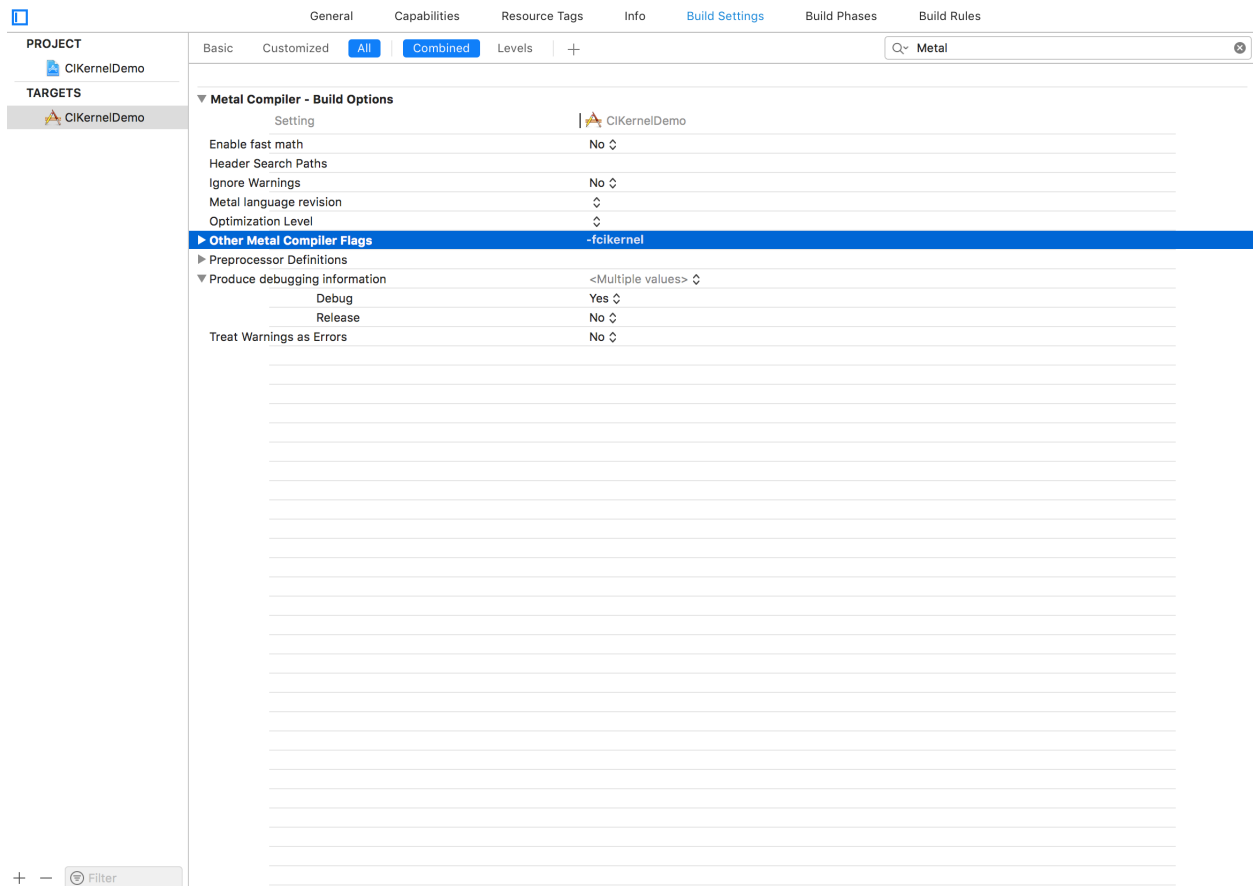 General Capabilities Resource Tags Info Build Settings Build Phases Build Rules
PROJECT
CIKernelDemo
TARGETS
CIKernelDemo
Basic Customized All Combined Levels Metal
Metal Compiler - Build Options
Setting CIKernelDemo
Enable fast math No
Header Search Paths
Ignore Warnings No
Metal language revision
Optimization Level
Other Metal Compiler Flags -fcikernel
Preprocessor Definitions
Produce debugging information <Multiple values>
Debug Yes
Release No
Treat Warnings as Errors No
Filter